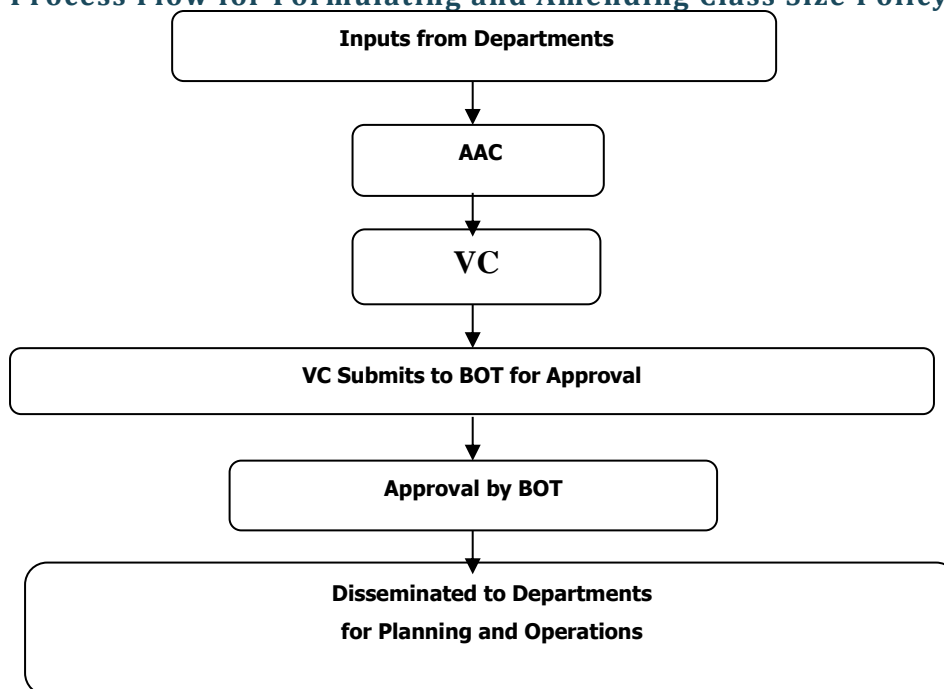 Process Flow for Formulating and Amending Class Size Policy
Inputs from Departments
AAC
VC
VC Submits to BOT for Approval
Approval by BOT
Disseminated to Departments
for Planning and Operations